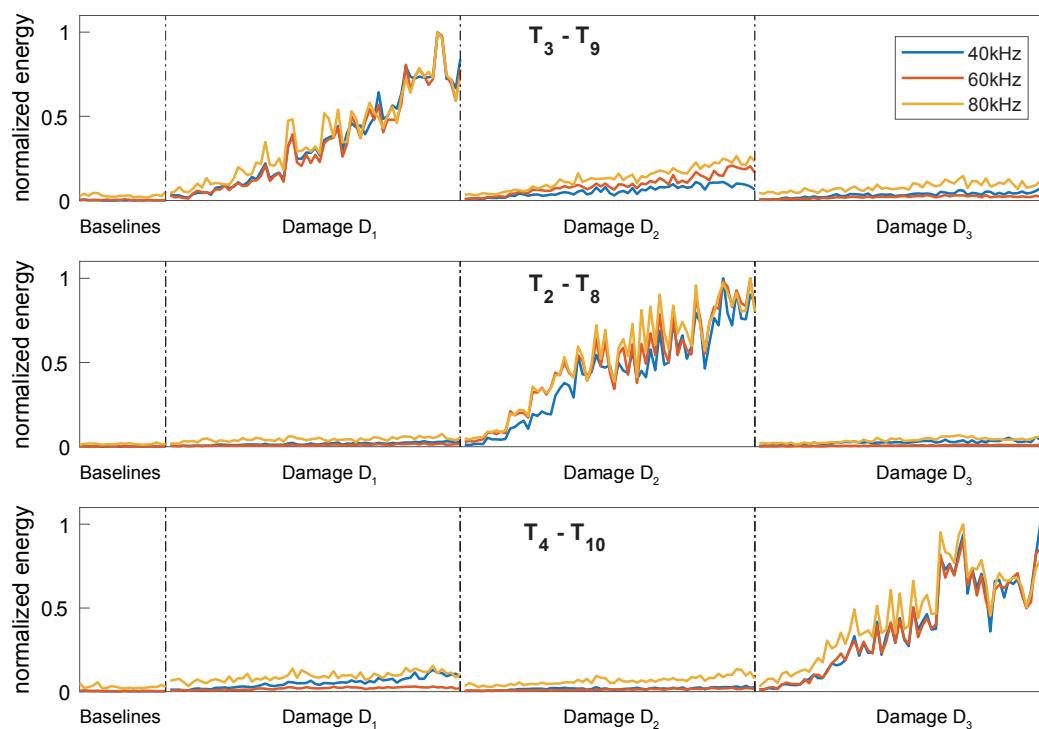 T3 - T9
normalized energy
1
0.5
0
40kHz
60kHz
80kHz
Baselines Damage D1 Damage D2 Damage D3
T2 - T8
normalized energy
1
0.5
0
Baselines Damage D1 Damage D2 Damage D3
T4 - T10
normalized energy
1
0.5
0
Baselines Damage D1 Damage D2 Damage D3